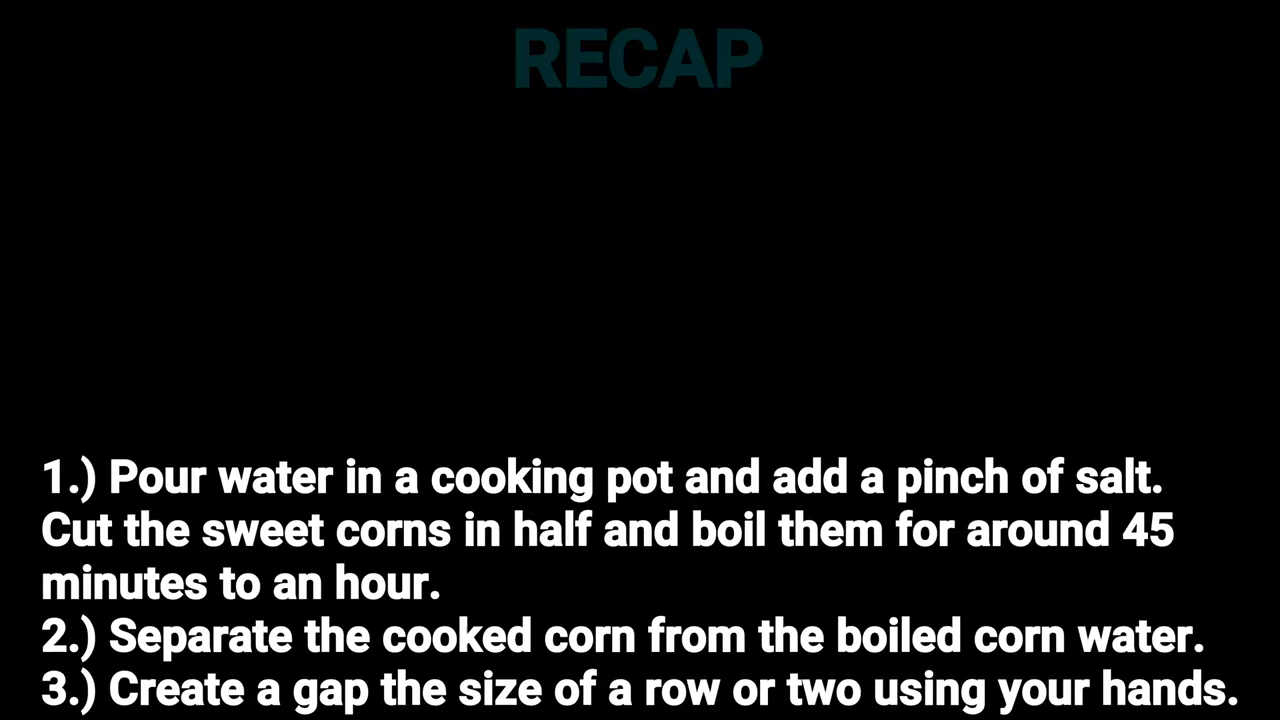 RECAP
1.) Pour water in a cooking pot and add a pinch of salt.
Cut the sweet corns in half and boil them for around 45
minutes to an hour.
2.) Separate the cooked corn from the boiled corn water.
3.) Create a gap the size of a row or two using your hands.